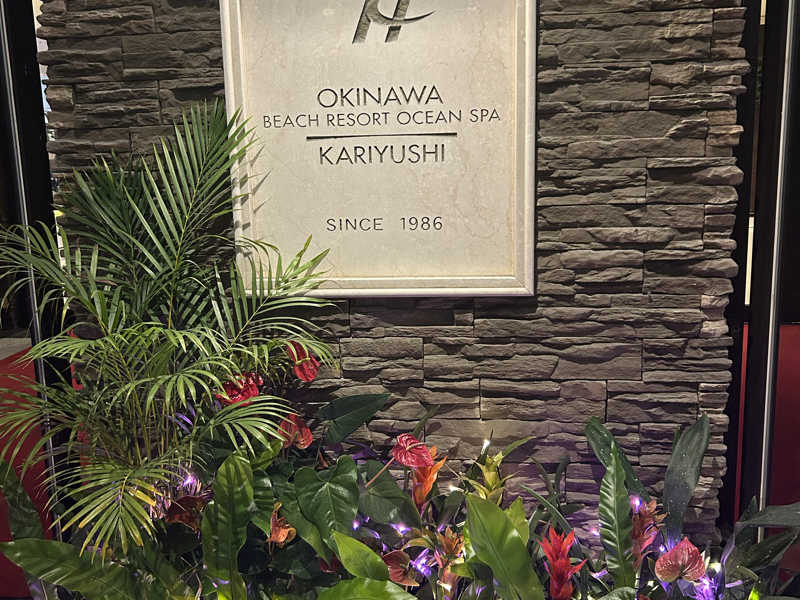 OKINAWA
BEACH RESORT OCEAN SPA
KARIYUSHI
SINCE 1986